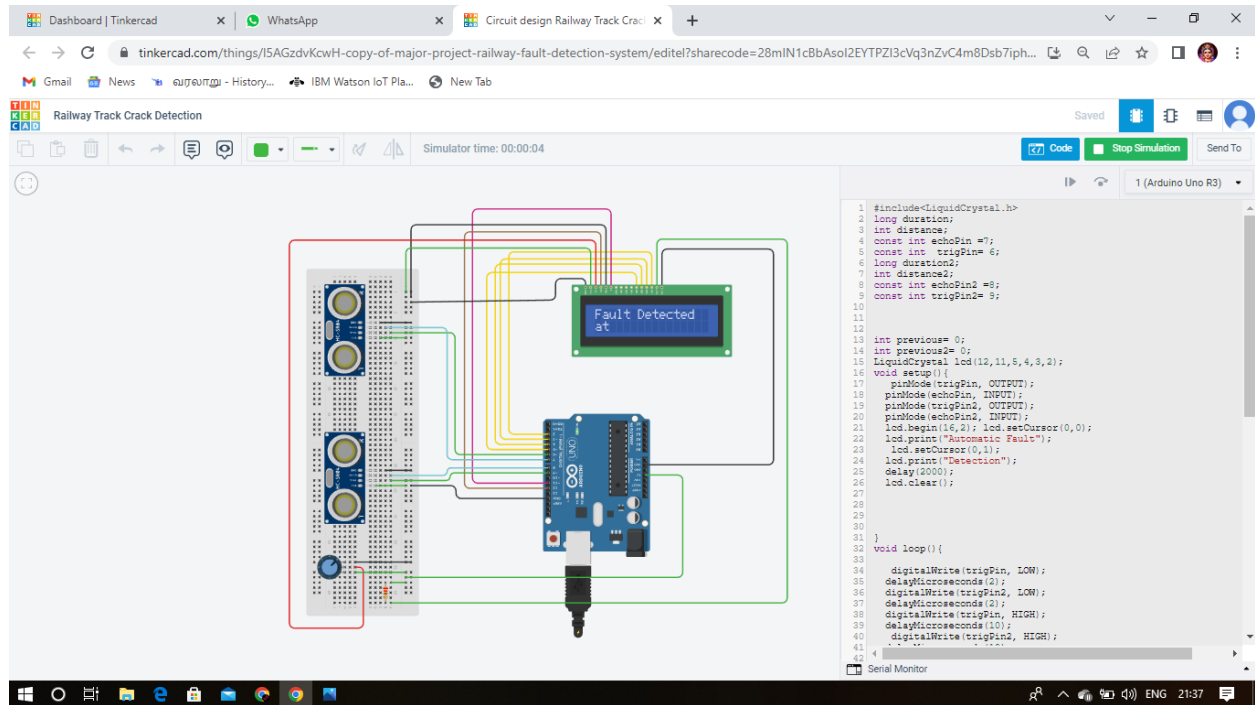 Dashboard | Tinkercad
WhatsApp
Circuit design Railway Track Crac
tinkercad.com/things/I5AGzdvKcwH-copy-of-major-project-railway-fault-detection-system/editel?sharecode=28mIN1cBbAsoI2EYTPZI3cVq3nZvC4m8Dsb7iph...
Gmail
News
வரலாறு - History...
IBM Watson IoT Pla...
New Tab
TINKERCAD
Railway Track Crack Detection
Saved
Simulator time: 00:00:04
Code
Stop Simulation
Send To
1 (Arduino Uno R3)
Fault Detected
at
HC-SR04
HC-SR04
UNO
1 #include<LiquidCrystal.h>
2 long duration;
3 int distance;
4 const int echoPin =7;
5 const int trigPin= 6;
6 long duration2;
7 int distance2;
8 const int echoPin2 =8;
9 const int trigPin2= 9;
10
11
12
13 int previous= 0;
14 int previous2= 0;
15 LiquidCrystal lcd(12,11,5,4,3,2);
16 void setup(){
17 pinMode(trigPin, OUTPUT);
18 pinMode(echoPin, INPUT);
19 pinMode(trigPin2, OUTPUT);
20 pinMode(echoPin2, INPUT);
21 lcd.begin(16,2); lcd.setCursor(0,0);
22 lcd.print("Automatic Fault");
23 lcd.setCursor(0,1);
24 lcd.print("Detection");
25 delay(2000);
26 lcd.clear();
27
28
29
30
31 }
32 void loop(){
33
34 digitalWrite(trigPin, LOW);
35 delayMicroseconds(2);
36 digitalWrite(trigPin2, LOW);
37 delayMicroseconds(2);
38 digitalWrite(trigPin, HIGH);
39 delayMicroseconds(10);
40 digitalWrite(trigPin2, HIGH);
41
42
Serial Monitor
ENG 21:37